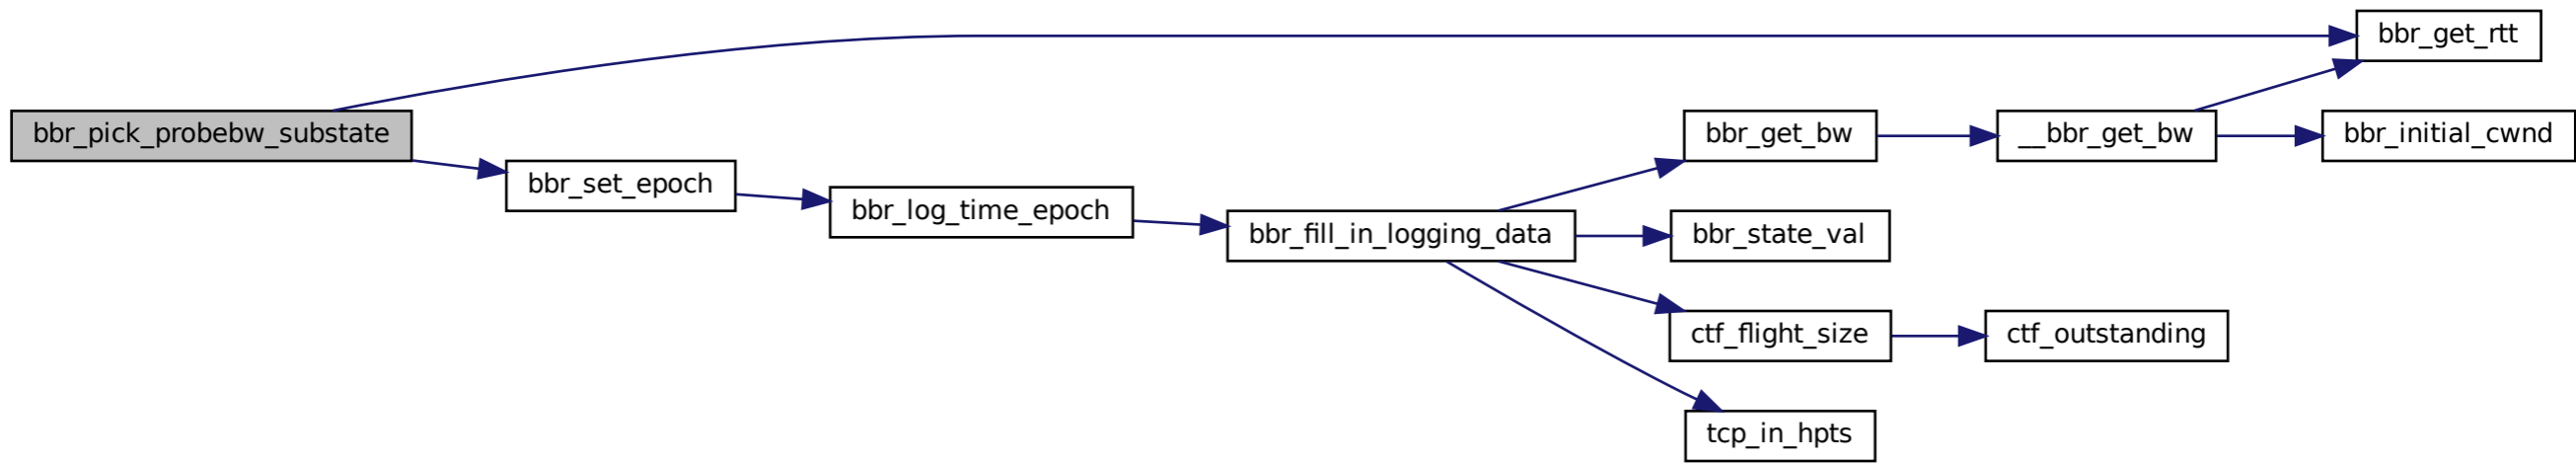 bbr_get_rtt
bbr_pick_probebw_substate
bbr_get_bw
__bbr_get_bw
bbr_initial_cwnd
bbr_set_epoch
bbr_log_time_epoch
bbr_fill_in_logging_data
bbr_state_val
ctf_flight_size
ctf_outstanding
tcp_in_hpts